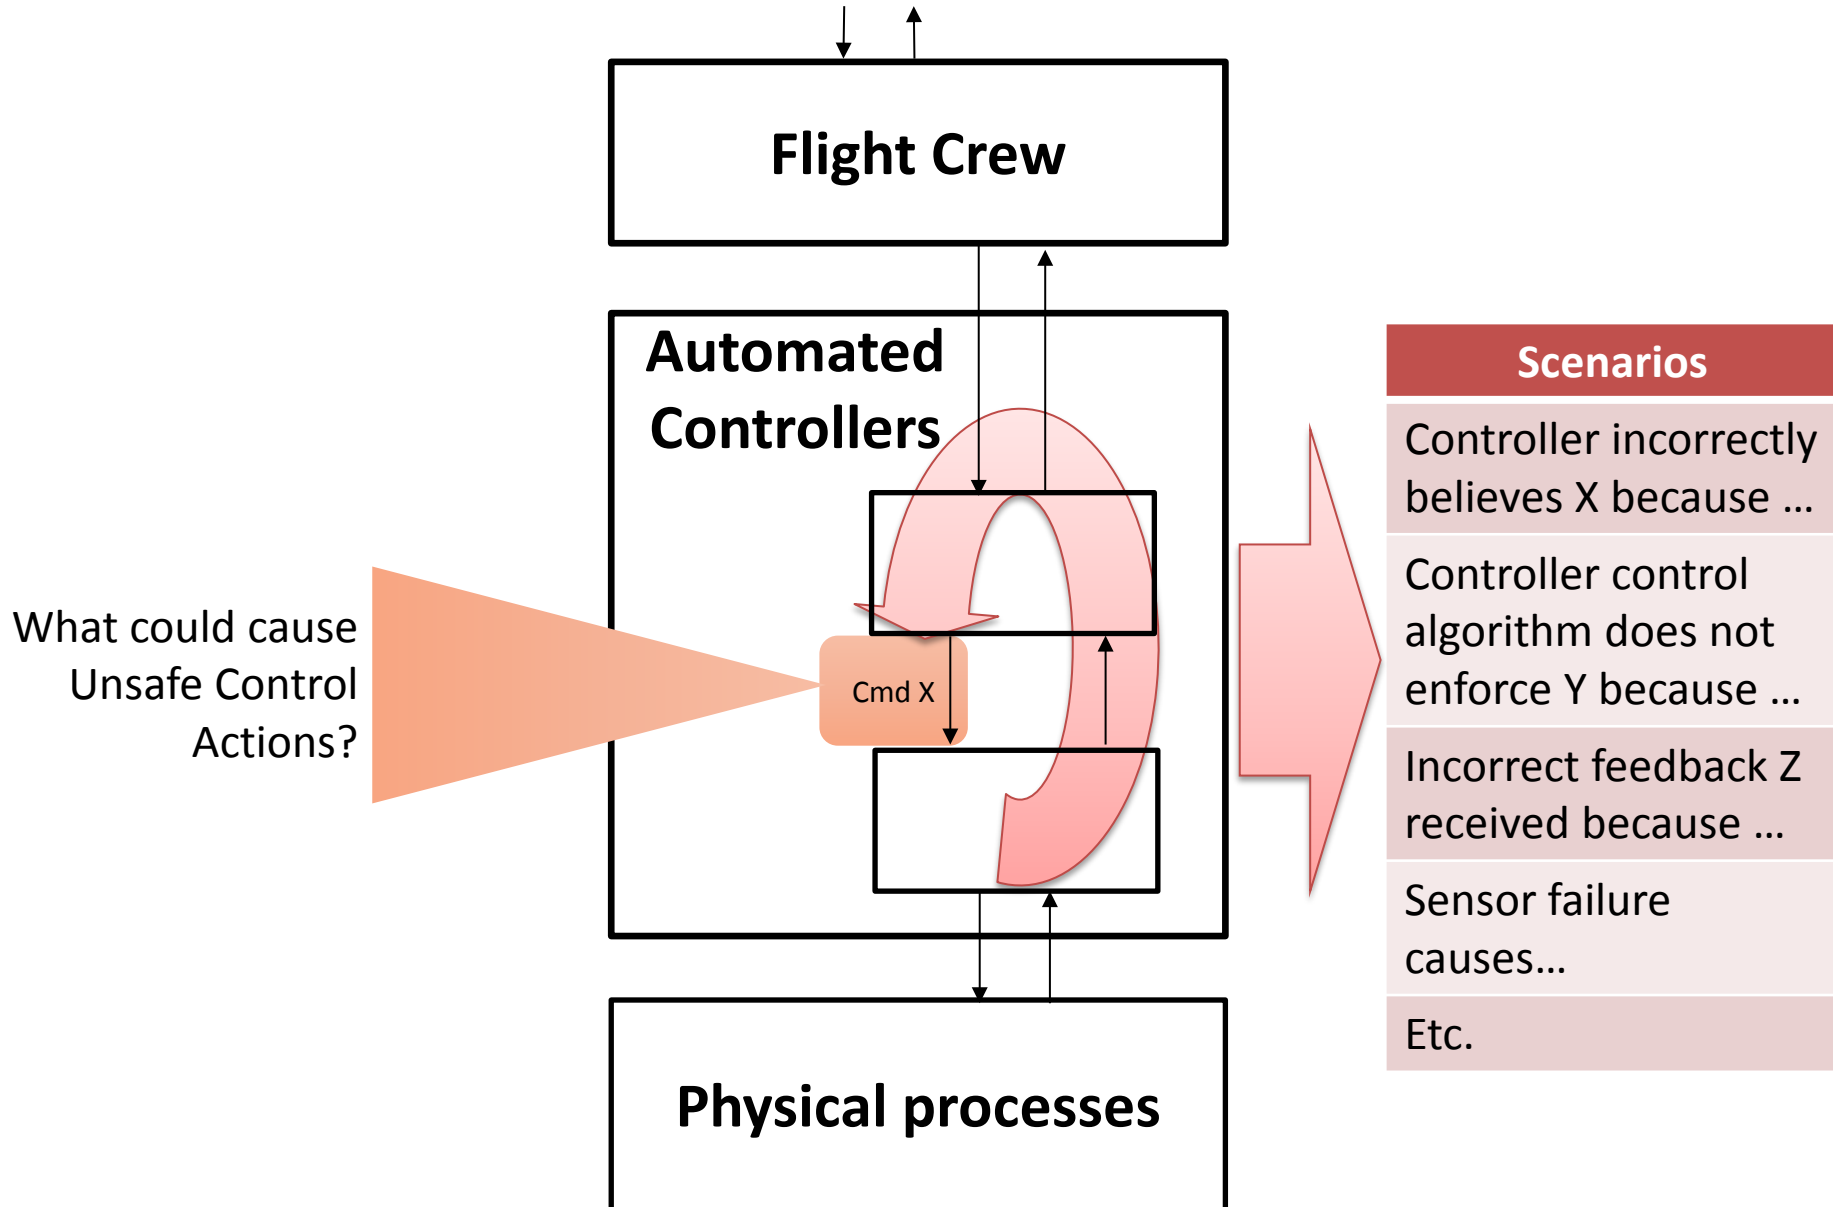 Flight Crew
Automated
Controllers
What could cause
Unsafe Control
Actions?
Cmd X
Scenarios
Controller incorrectly
believes X because ...
Controller control
algorithm does not
enforce Y because ...
Incorrect feedback Z
received because ...
Sensor failure
causes...
Etc.
Physical processes